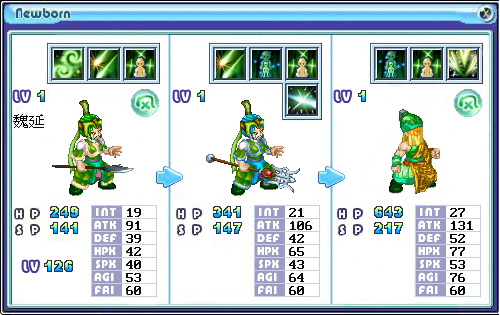 Newborn
LV 1
魏延
HP 249
SP 141
LV 126
INT 19
ATK 91
DEF 39
HPX 42
SPX 40
AGI 53
FAI 60
LV 1
HP 341
SP 147
INT 21
ATK 106
DEF 42
HPX 65
SPX 43
AGI 64
FAI 60
LV 1
HP 643
SP 217
INT 27
ATK 131
DEF 52
HPX 77
SPX 53
AGI 76
FAI 60